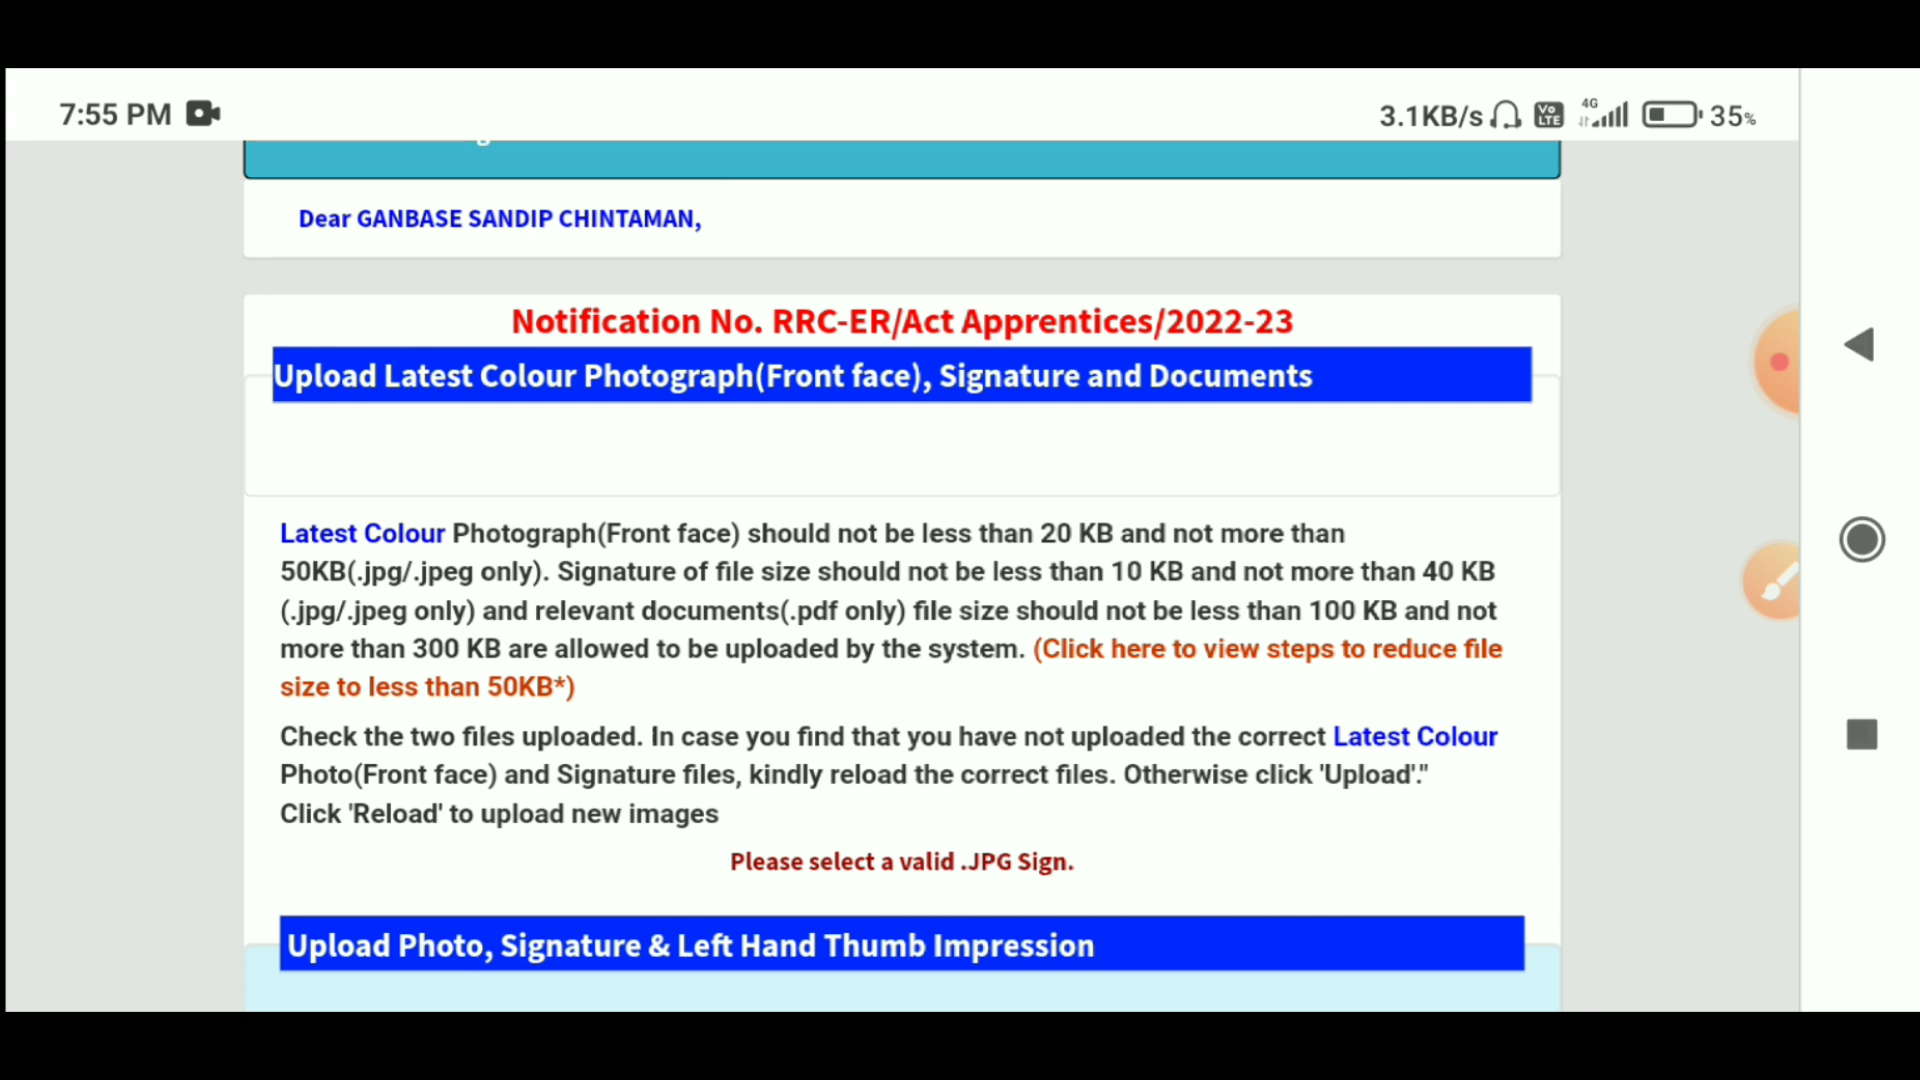 7:55 PM
3.1KB/s Vo LTE 4G 35%
Dear GANBASE SANDIP CHINTAMAN,
Notification No. RRC-ER/Act Apprentices/2022-23
Upload Latest Colour Photograph(Front face), Signature and Documents
Latest Colour Photograph(Front face) should not be less than 20 KB and not more than
50KB(.jpg/.jpeg only). Signature of file size should not be less than 10 KB and not more than 40 KB
(.jpg/.jpeg only) and relevant documents(.pdf only) file size should not be less than 100 KB and not
more than 300 KB are allowed to be uploaded by the system. (Click here to view steps to reduce file
size to less than 50KB*)
Check the two files uploaded. In case you find that you have not uploaded the correct Latest Colour
Photo(Front face) and Signature files, kindly reload the correct files. Otherwise click 'Upload'."
Click 'Reload' to upload new images
Please select a valid .JPG Sign.
Upload Photo, Signature & Left Hand Thumb Impression